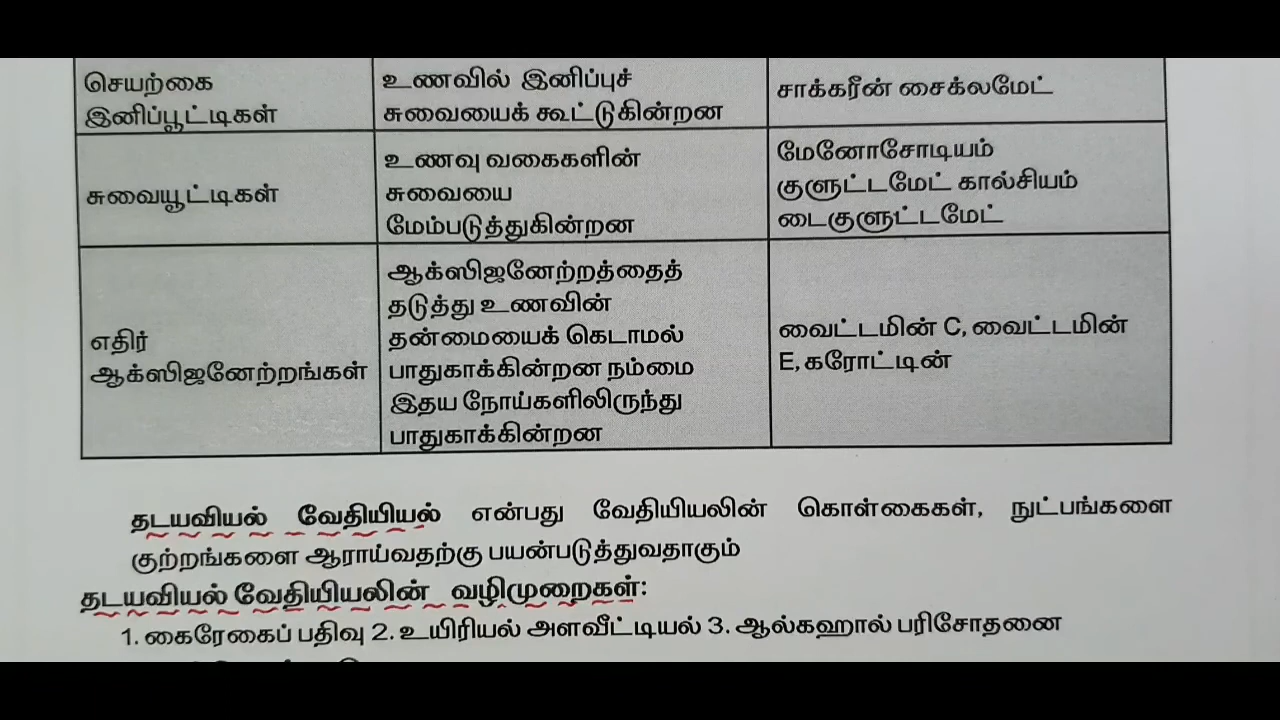 செயற்கை
இனிப்பூட்டிகள்
உணவில் இனிப்புச்
சுவையைக் கூட்டுகின்றன
சாக்கரீன் சைக்லமேட்
சுவையூட்டிகள்
உணவு வகைகளின்
சுவையை
மேம்படுத்துகின்றன
மேனோசோடியம்
குளுட்டமேட் கால்சியம்
டைகுளுட்டமேட்
எதிர்
ஆக்ஸிஜனேற்றங்கள்
ஆக்ஸிஜனேற்றத்தைத்
தடுத்து உணவின்
தன்மையைக் கெடாமல்
பாதுகாக்கின்றன நம்மை
இதய நோய்களிலிருந்து
பாதுகாக்கின்றன
வைட்டமின் C, வைட்டமின்
E, கரோட்டின்
தடயவியல் வேதியியல் என்பது வேதியியலின் கொள்கைகள், நுட்பங்களை
குற்றங்களை ஆராய்வதற்கு பயன்படுத்துவதாகும்
தடயவியல் வேதியியலின் வழிமுறைகள்:
1. கைரேகைப் பதிவு 2. உயிரியல் அளவீட்டியல் 3. ஆல்கஹால் பரிசோதனை